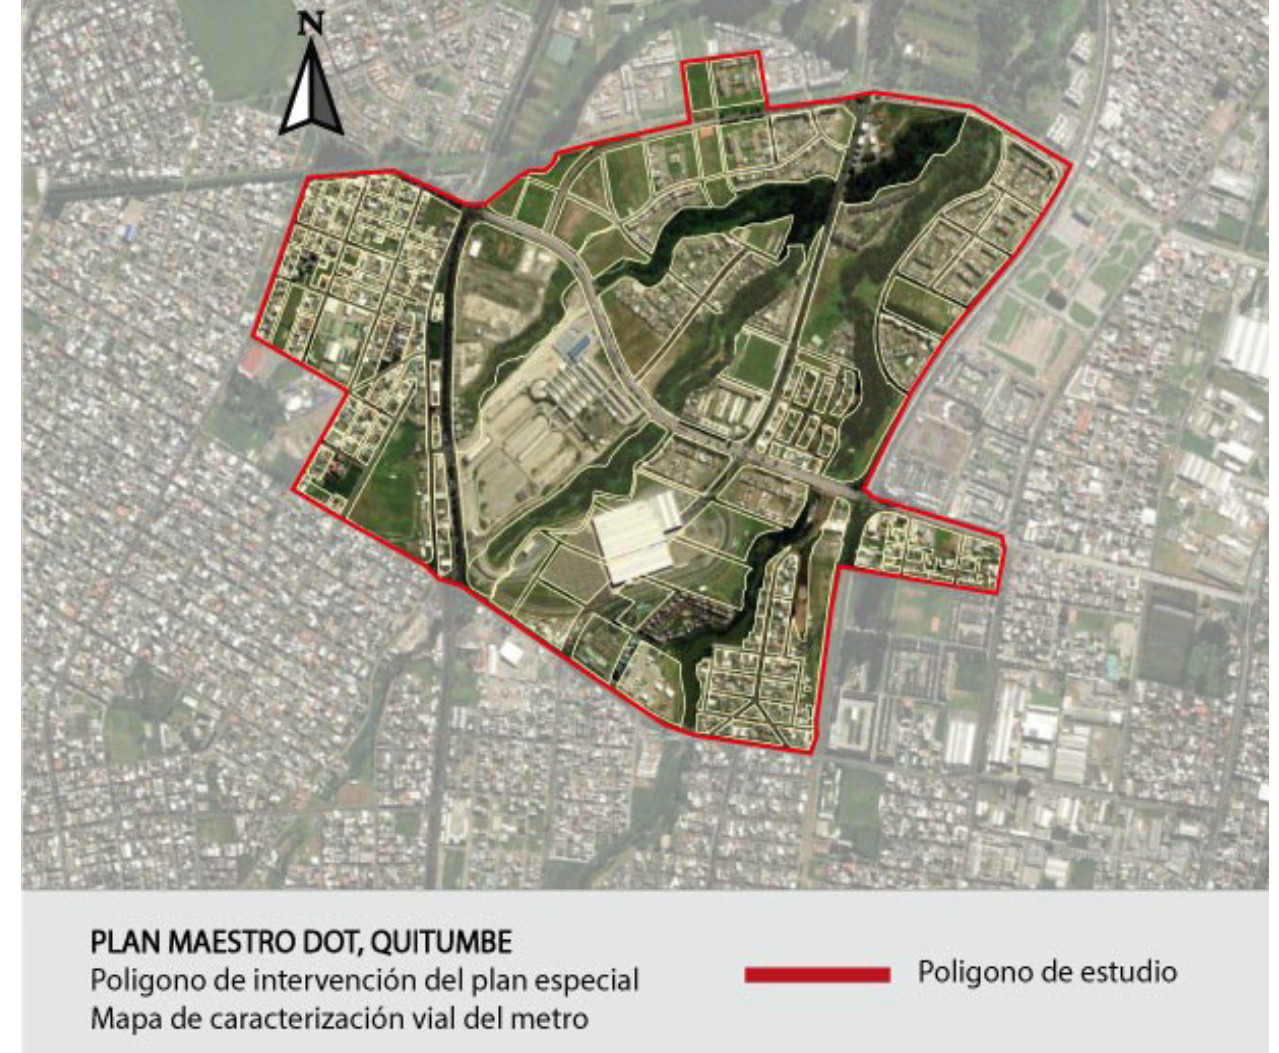 N
PLAN MAESTRO DOT, QUITUMBE
Poligono de intervención del plan especial
Mapa de caracterización vial del metro
Poligono de estudio